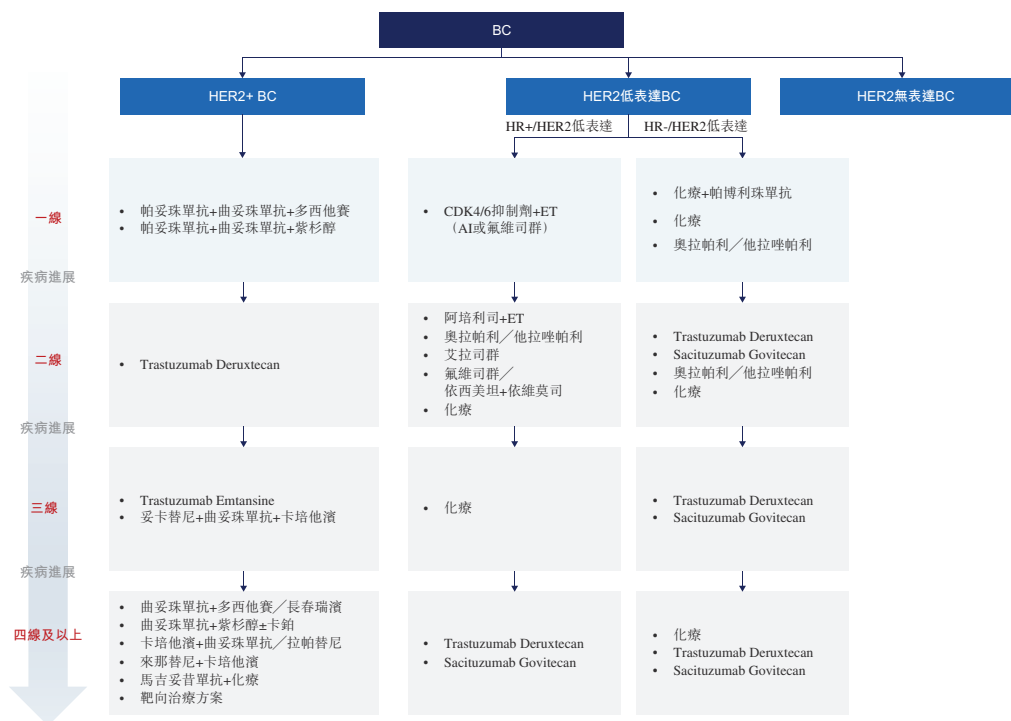 BC
HER2+ BC
HER2低表達BC
HER2無表達BC
HR+/HER2低表達
HR-/HER2低表達
一線
• 帕妥珠單抗+曲妥珠單抗+多西他賽
• 帕妥珠單抗+曲妥珠單抗+紫杉醇
• CDK4/6抑制劑+ET
（AI或氟維司群）
• 化療+帕博利珠單抗
• 化療
• 奧拉帕利／他拉唑帕利
疾病進展
二線
• Trastuzumab Deruxtecan
• 阿培利司+ET
• 奧拉帕利／他拉唑帕利
• 艾拉司群
• 氟維司群／
依西美坦+依維莫司
• 化療
• Trastuzumab Deruxtecan
• Sacituzumab Govitecan
• 奧拉帕利／他拉唑帕利
• 化療
疾病進展
三線
• Trastuzumab Emtansine
• 妥卡替尼+曲妥珠單抗+卡培他濱
• 化療
• Trastuzumab Deruxtecan
• Sacituzumab Govitecan
疾病進展
四線及以上
• 曲妥珠單抗+多西他賽／長春瑞濱
• 曲妥珠單抗+紫杉醇±卡鉑
• 卡培他濱+曲妥珠單抗／拉帕替尼
• 來那替尼+卡培他濱
• 馬吉妥昔單抗+化療
• 靶向治療方案
• Trastuzumab Deruxtecan
• Sacituzumab Govitecan
• 化療
• Trastuzumab Deruxtecan
• Sacituzumab Govitecan